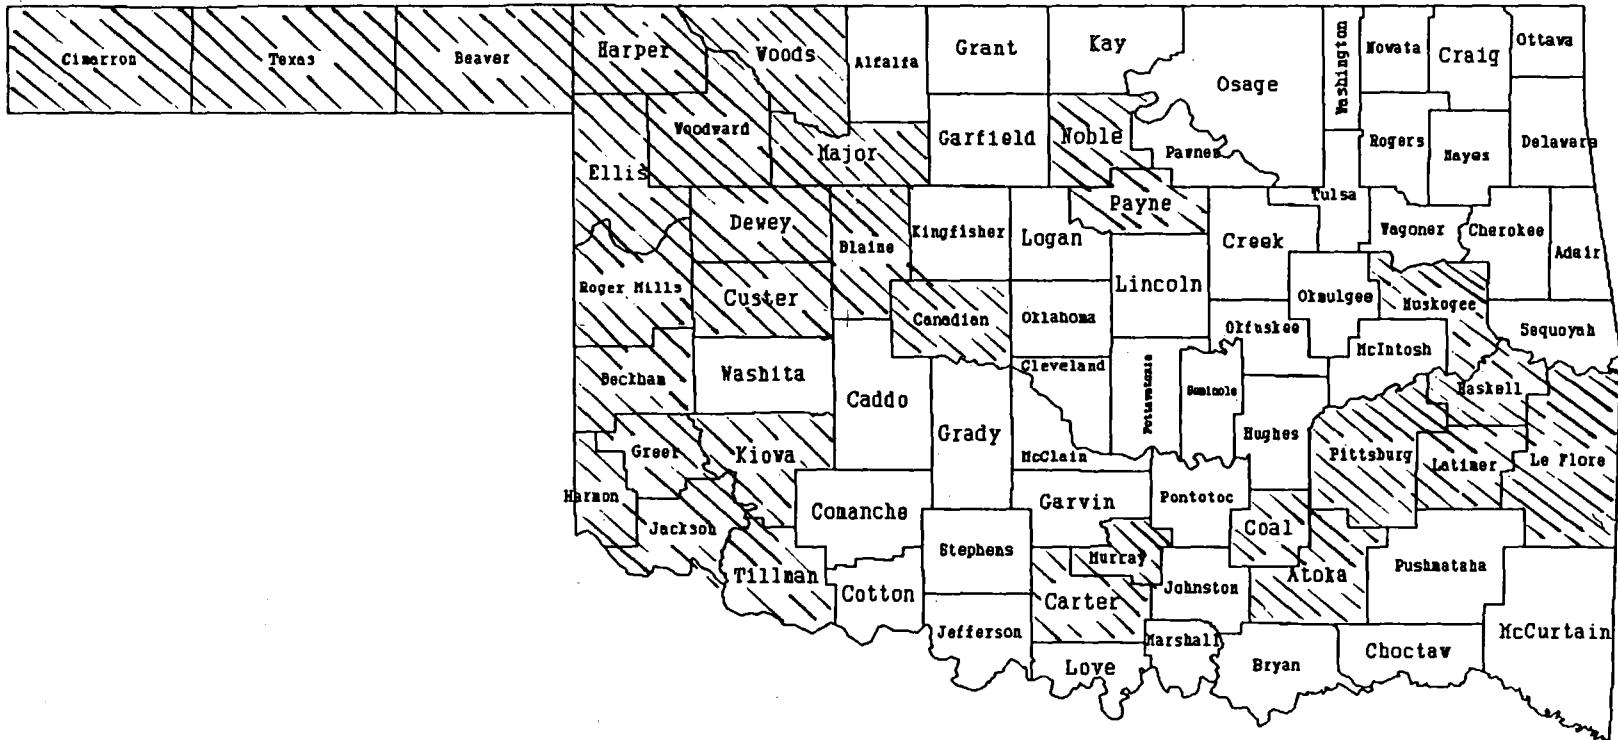 Cimarron
Texas
Beaver
Harper
Woods
Alfalfa
Grant
Kay
Osage
Washington
Nowata
Craig
Ottawa
Woodward
Major
Garfield
Noble
Pawnee
Rogers
Mayes
Delaware
Ellis
Dewey
Blaine
Kingfisher
Logan
Payne
Creek
Tulsa
Wagoner
Cherokee
Adair
Roger Mills
Custer
Canadian
Oklahoma
Lincoln
Okmulgee
Muskogee
Okfuskee
McIntosh
Sequoyah
Beckham
Washita
Caddo
Cleveland
Pottawatomie
Seminole
Haskell
Greer
Kiowa
Grady
McClain
Hughes
Pittsburg
Latimer
Le Flore
Harmon
Jackson
Comanche
Garvin
Pontotoc
Coal
Tillman
Cotton
Stephens
Murray
Johnston
Atoka
Pushmataha
Carter
Jefferson
Love
Marshall
Bryan
Choctaw
McCurtain